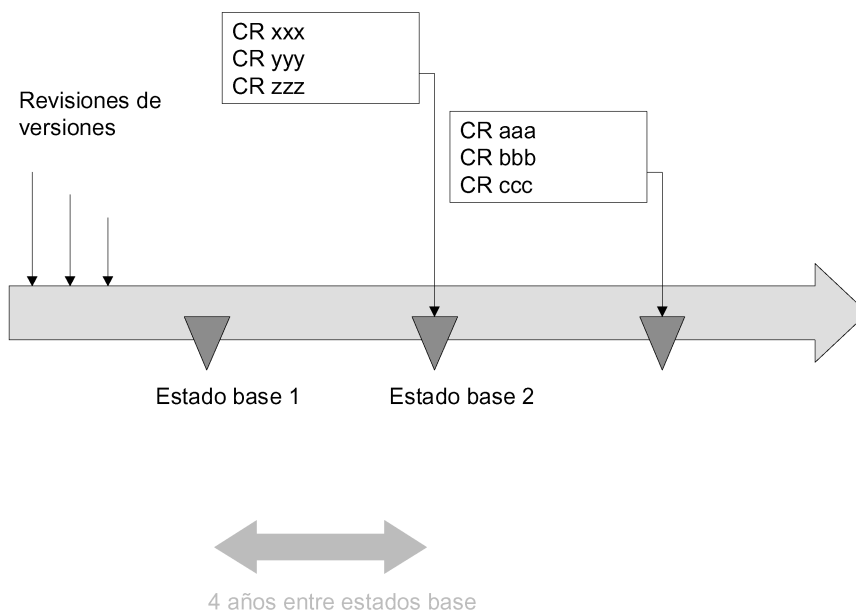 CR xxx
CR yyy
CR zzz
Revisiones de
versiones
CR aaa
CR bbb
CR ccc
Estado base 1
Estado base 2
4 años entre estados base